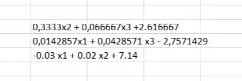 0,3333x2 + 0,066667x3 +2.616667
0,0142857x1 + 0,0428571 x3 - 2,7571429
-0.03 x1 + 0.02 x2 + 7.14